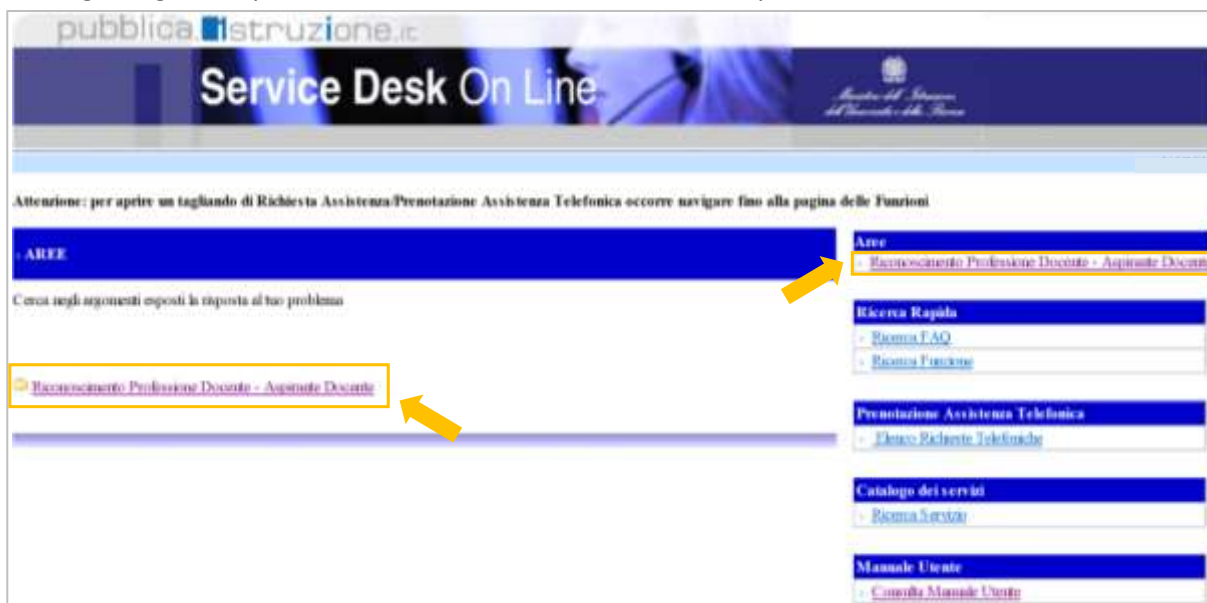 pubblica.istruzione.it
Service Desk On Line
Attenzione: per aprire un tagliando di Richiesta Assistenza/Prenotazione Assistenza Telefonica occorre navigare fino alla pagina delle Funzioni
- AREE
Cerca negli argomenti esposti la risposta al tuo problema
Riconoscimento Professione Docente - Aspirante Docente
Aree
- Riconoscimento Professione Docente - Aspirante Docente
Ricerca Rapida
- Ricerca FAQ
- Ricerca Funzione
Prenotazione Assistenza Telefonica
- Elenco Richieste Telefoniche
Catalogo dei servizi
- Ricerca Servizio
Manuale Utente
- Consulta Manuale Utente